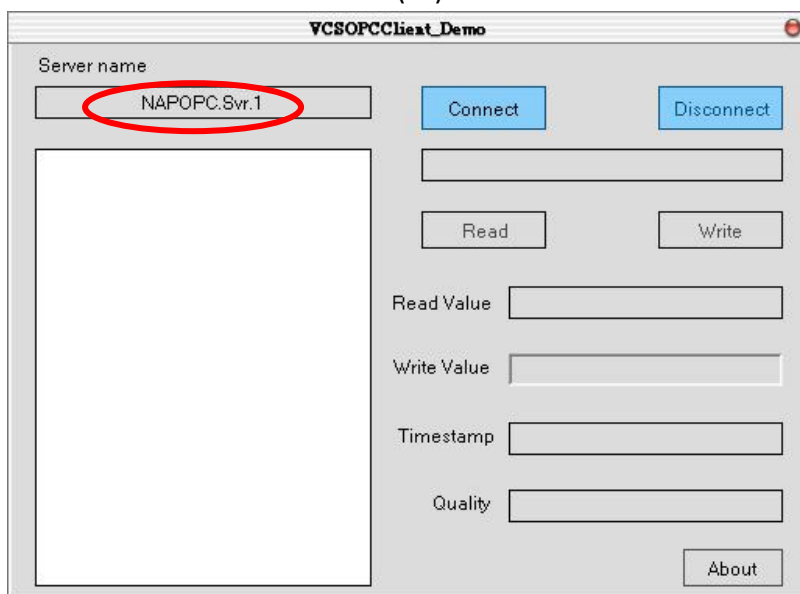 VCSOPCClient_Demo
Server name
NAPOPC.Svr.1
Connect
Disconnect
Read
Write
Read Value
Write Value
Timestamp
Quality
About